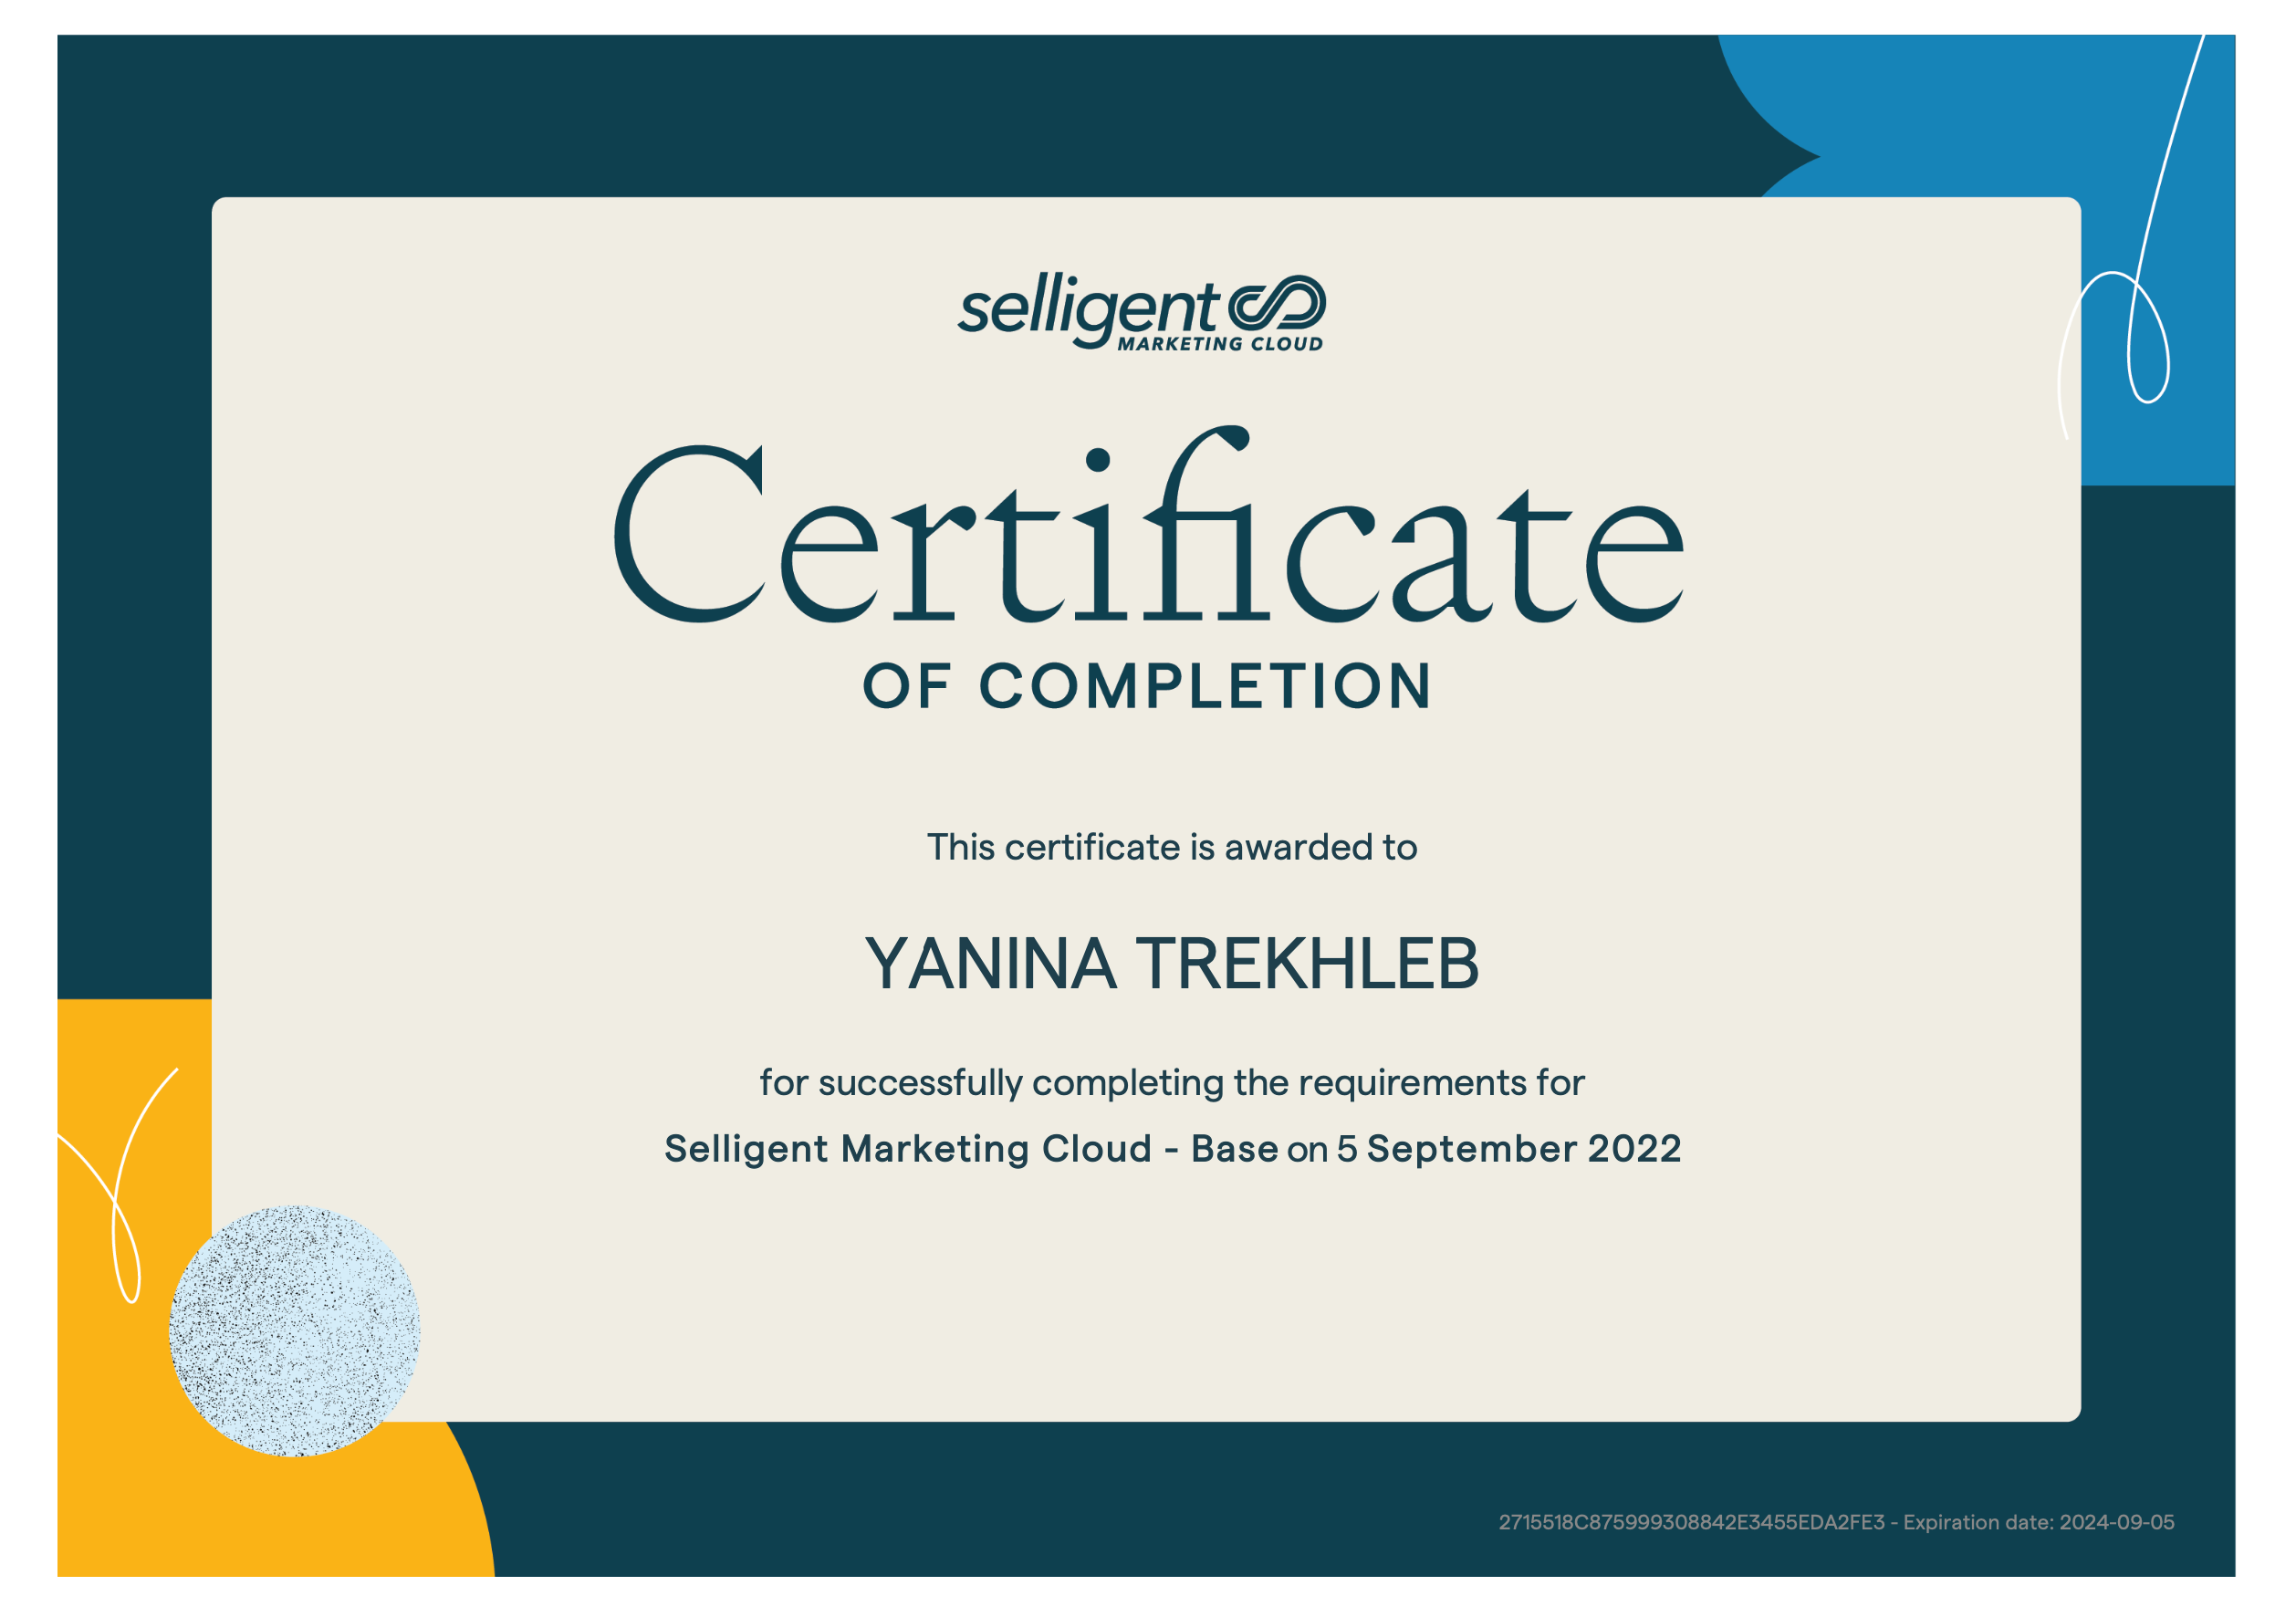 selligent
MARKETING CLOUD
Certificate
OF COMPLETION
This certificate is awarded to
YANINA TREKHLEB
for successfully completing the requirements for
Selligent Marketing Cloud - Base on 5 September 2022
2715518C875999308842E3455EDA2FE3 - Expiration date: 2024-09-05